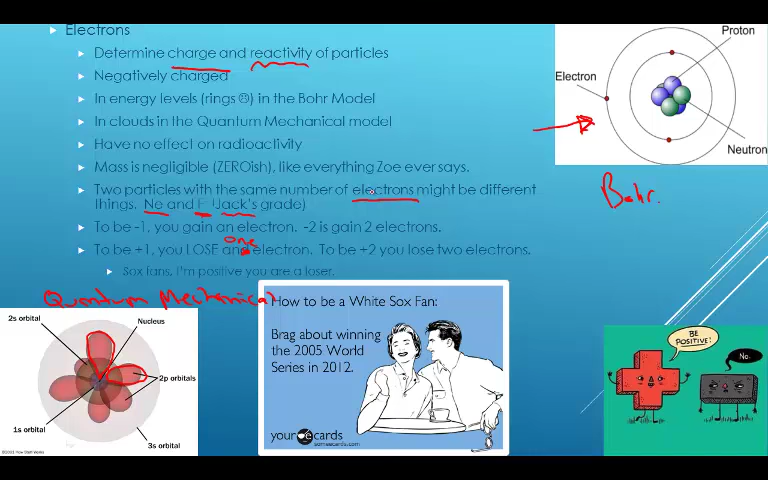 Electrons
Determine charge and reactivity of particles
Negatively charged
In energy levels (rings ☹) in the Bohr Model
In clouds in the Quantum Mechanical model
Have no effect on radioactivity
Mass is negligible (ZEROish), like everything Zoe ever says.
Two particles with the same number of electrons might be different
things. Ne and F⁻ (Jack's grade)
To be -1, you gain an electron. -2 is gain 2 electrons.
one
To be +1, you LOSE and electron. To be +2 you lose two electrons.
Sox fans, I'm positive you are a loser.
Proton
Electron
Neutron
Bohr.
Quantum Mechanical
2s orbital
Nucleus
2p orbitals
1s orbital
3s orbital
How to be a White Sox Fan:
Brag about winning
the 2005 World
Series in 2012.
your ecards
someecards.com
BE
POSITIVE!
No.